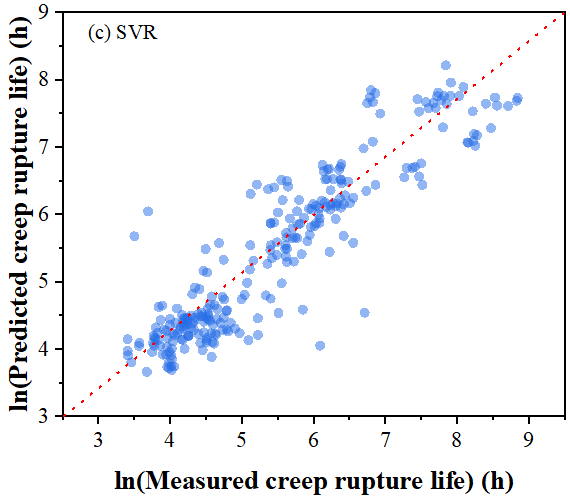 (c) SVR
ln(Predicted creep rupture life) (h)
9
8
7
6
5
4
3
3 4 5 6 7 8 9
ln(Measured creep rupture life) (h)